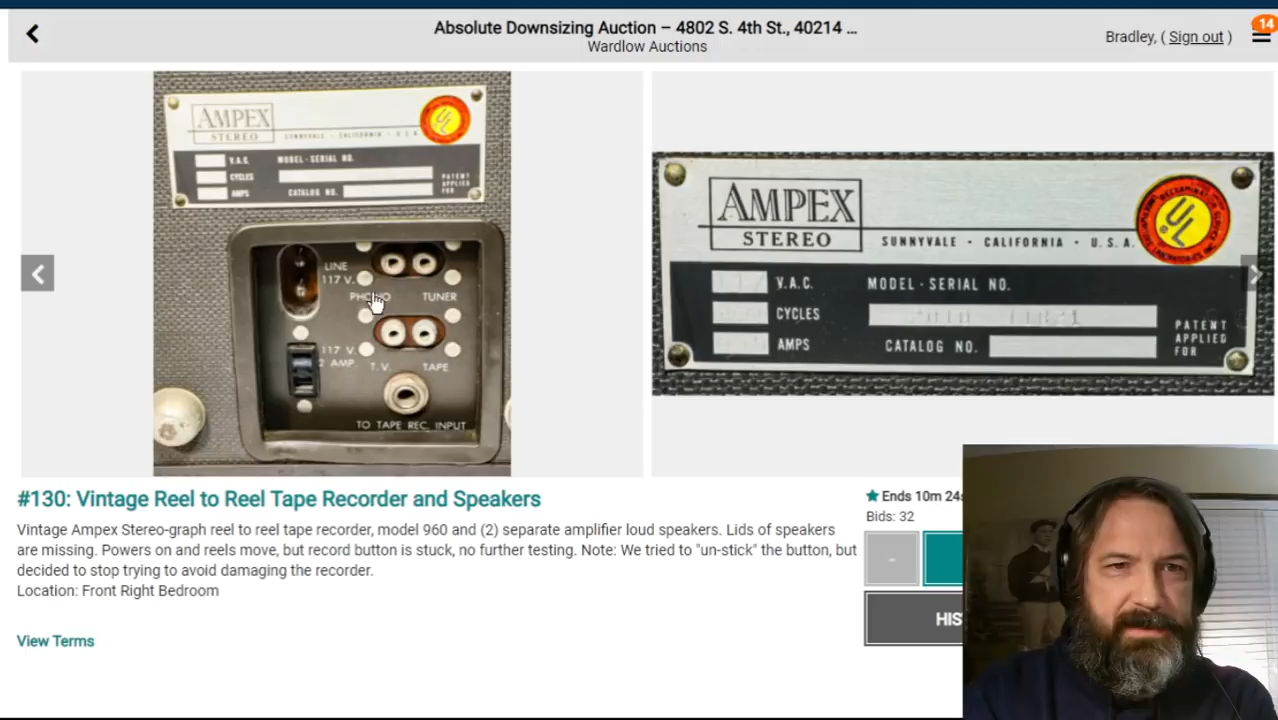 Absolute Downsizing Auction – 4802 S. 4th St., 40214 ...
Wardlow Auctions
Bradley, ( Sign out )
14
AMPEX
STEREO
SUNNYVALE • CALIFORNIA • U.S.A.
UL
V.A.C.
MODEL - SERIAL NO.
CYCLES
AMPS
CATALOG NO.
PATENT
APPLIED
FOR
LINE
117 V.
PHONO
TUNER
117 V.
2 AMP.
T.V.
TAPE
TO TAPE REC. INPUT
AMPEX
STEREO
SUNNYVALE • CALIFORNIA • U.S.A.
UL
V.A.C.
MODEL - SERIAL NO.
CYCLES
AMPS
CATALOG NO.
PATENT
APPLIED
FOR
#130: Vintage Reel to Reel Tape Recorder and Speakers
Vintage Ampex Stereo-graph reel to reel tape recorder, model 960 and (2) separate amplifier loud speakers. Lids of speakers
are missing. Powers on and reels move, but record button is stuck, no further testing. Note: We tried to "un-stick" the button, but
decided to stop trying to avoid damaging the recorder.
Location: Front Right Bedroom
View Terms
Ends 10m 24s
Bids: 32
-
HIS